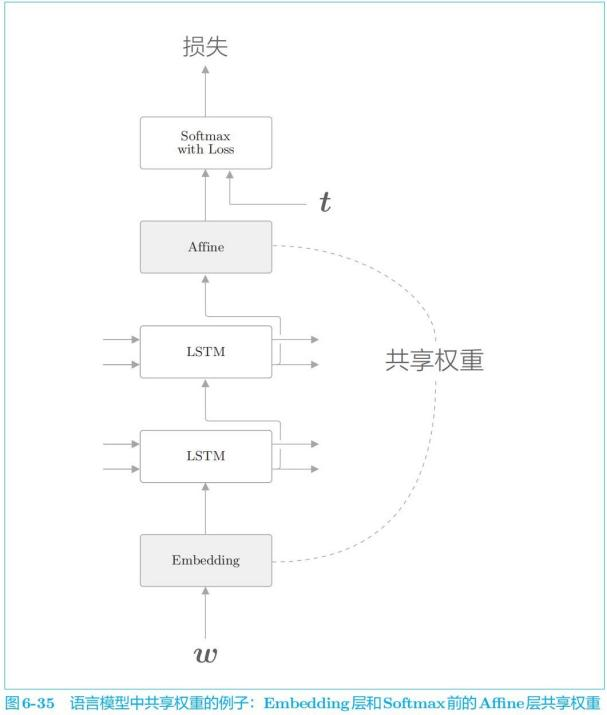 损失
Softmax
with Loss
t
Affine
LSTM
共享权重
LSTM
Embedding
w
图6-35 语言模型中共享权重的例子：Embedding层和Softmax前的Affine层共享权重